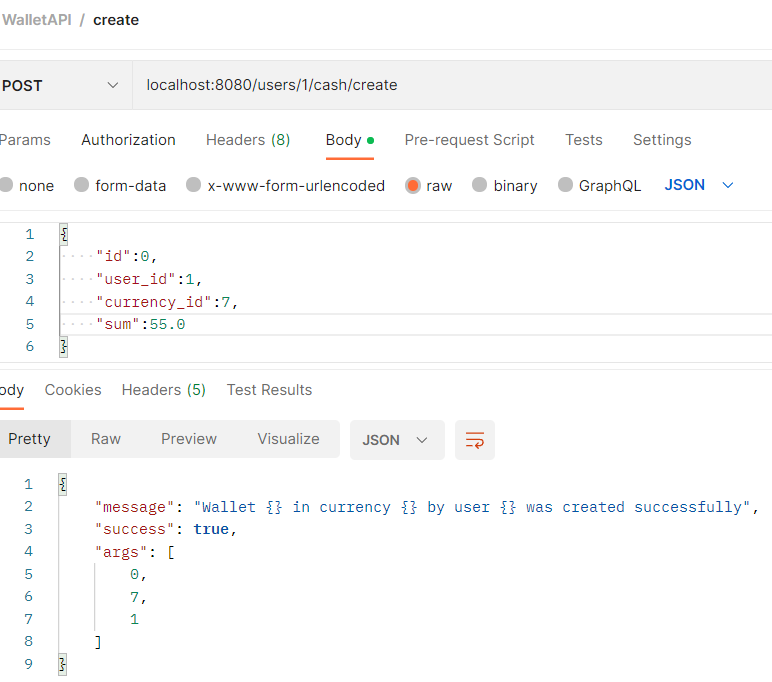 WalletAPI / create
POST localhost:8080/users/1/cash/create
Params Authorization Headers (8) Body Pre-request Script Tests Settings
none form-data x-www-form-urlencoded raw binary GraphQL JSON
1 {
2 "id":0,
3 "user_id":1,
4 "currency_id":7,
5 "sum":55.0
6 }
ody Cookies Headers (5) Test Results
Pretty Raw Preview Visualize JSON
1 {
2 "message": "Wallet {} in currency {} by user {} was created successfully",
3 "success": true,
4 "args": [
5 0,
6 7,
7 1
8 ]
9 }